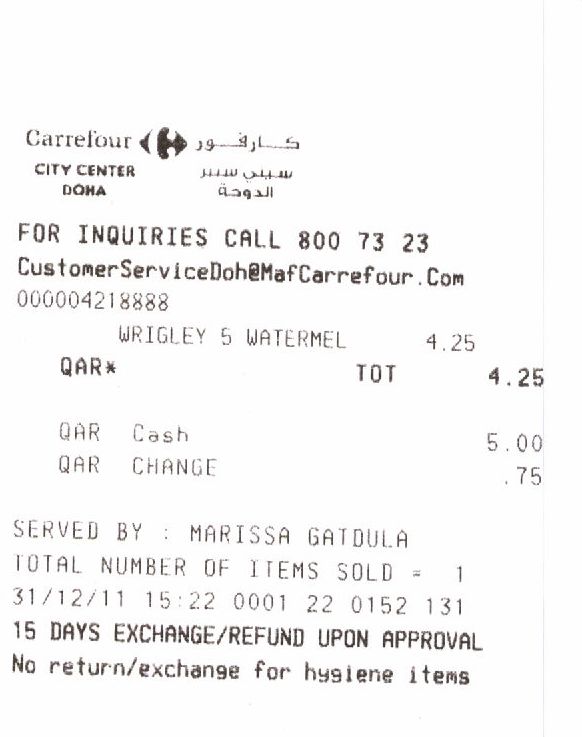 Carrefour كارفور
CITY CENTER سيتي سنتر
DOHA الدوحة
FOR INQUIRIES CALL 800 73 23
CustomerServiceDoh@MafCarrefour.Com
000004218888
WRIGLEY 5 WATERMEL 4.25
QAR* TOT 4.25
QAR Cash 5.00
QAR CHANGE .75
SERVED BY : MARISSA GATDULA
TOTAL NUMBER OF ITEMS SOLD = 1
31/12/11 15:22 0001 22 0152 131
15 DAYS EXCHANGE/REFUND UPON APPROVAL
No return/exchange for hygiene items